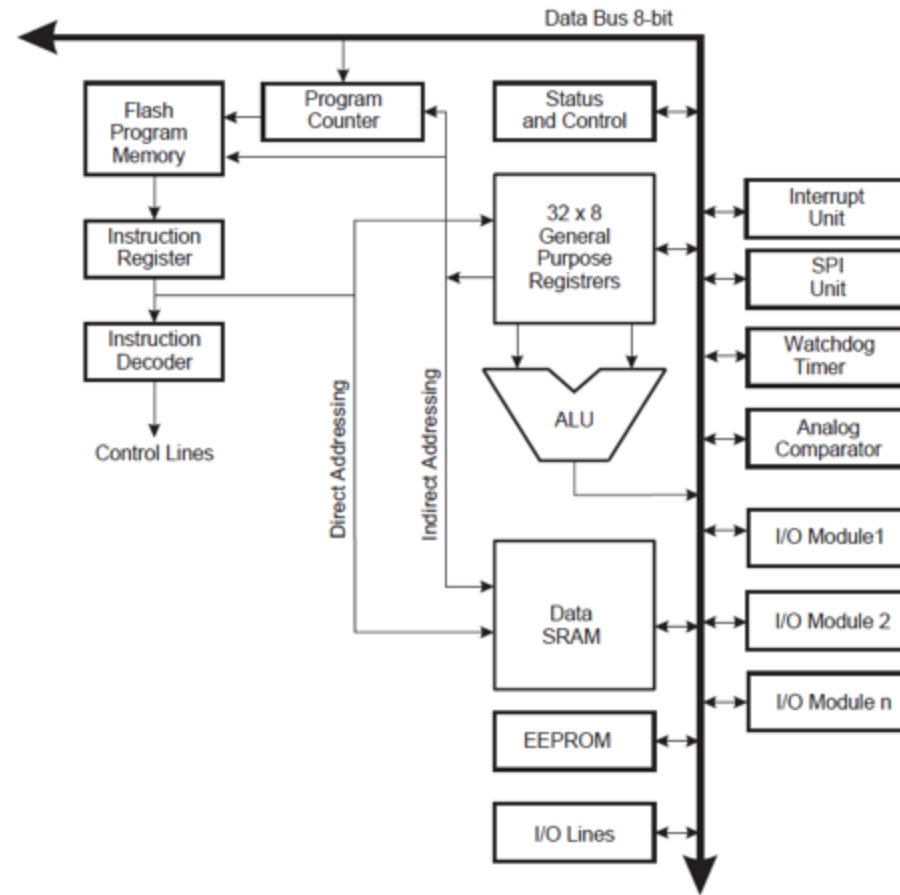 Data Bus 8-bit
Flash
Program
Memory
Program
Counter
Status
and Control
Interrupt
Unit
32 x 8
General
Purpose
Registrers
Instruction
Register
SPI
Unit
Instruction
Decoder
Watchdog
Timer
Control Lines
Direct Addressing
Indirect Addressing
ALU
Analog
Comparator
I/O Module1
Data
SRAM
I/O Module 2
I/O Module n
EEPROM
I/O Lines